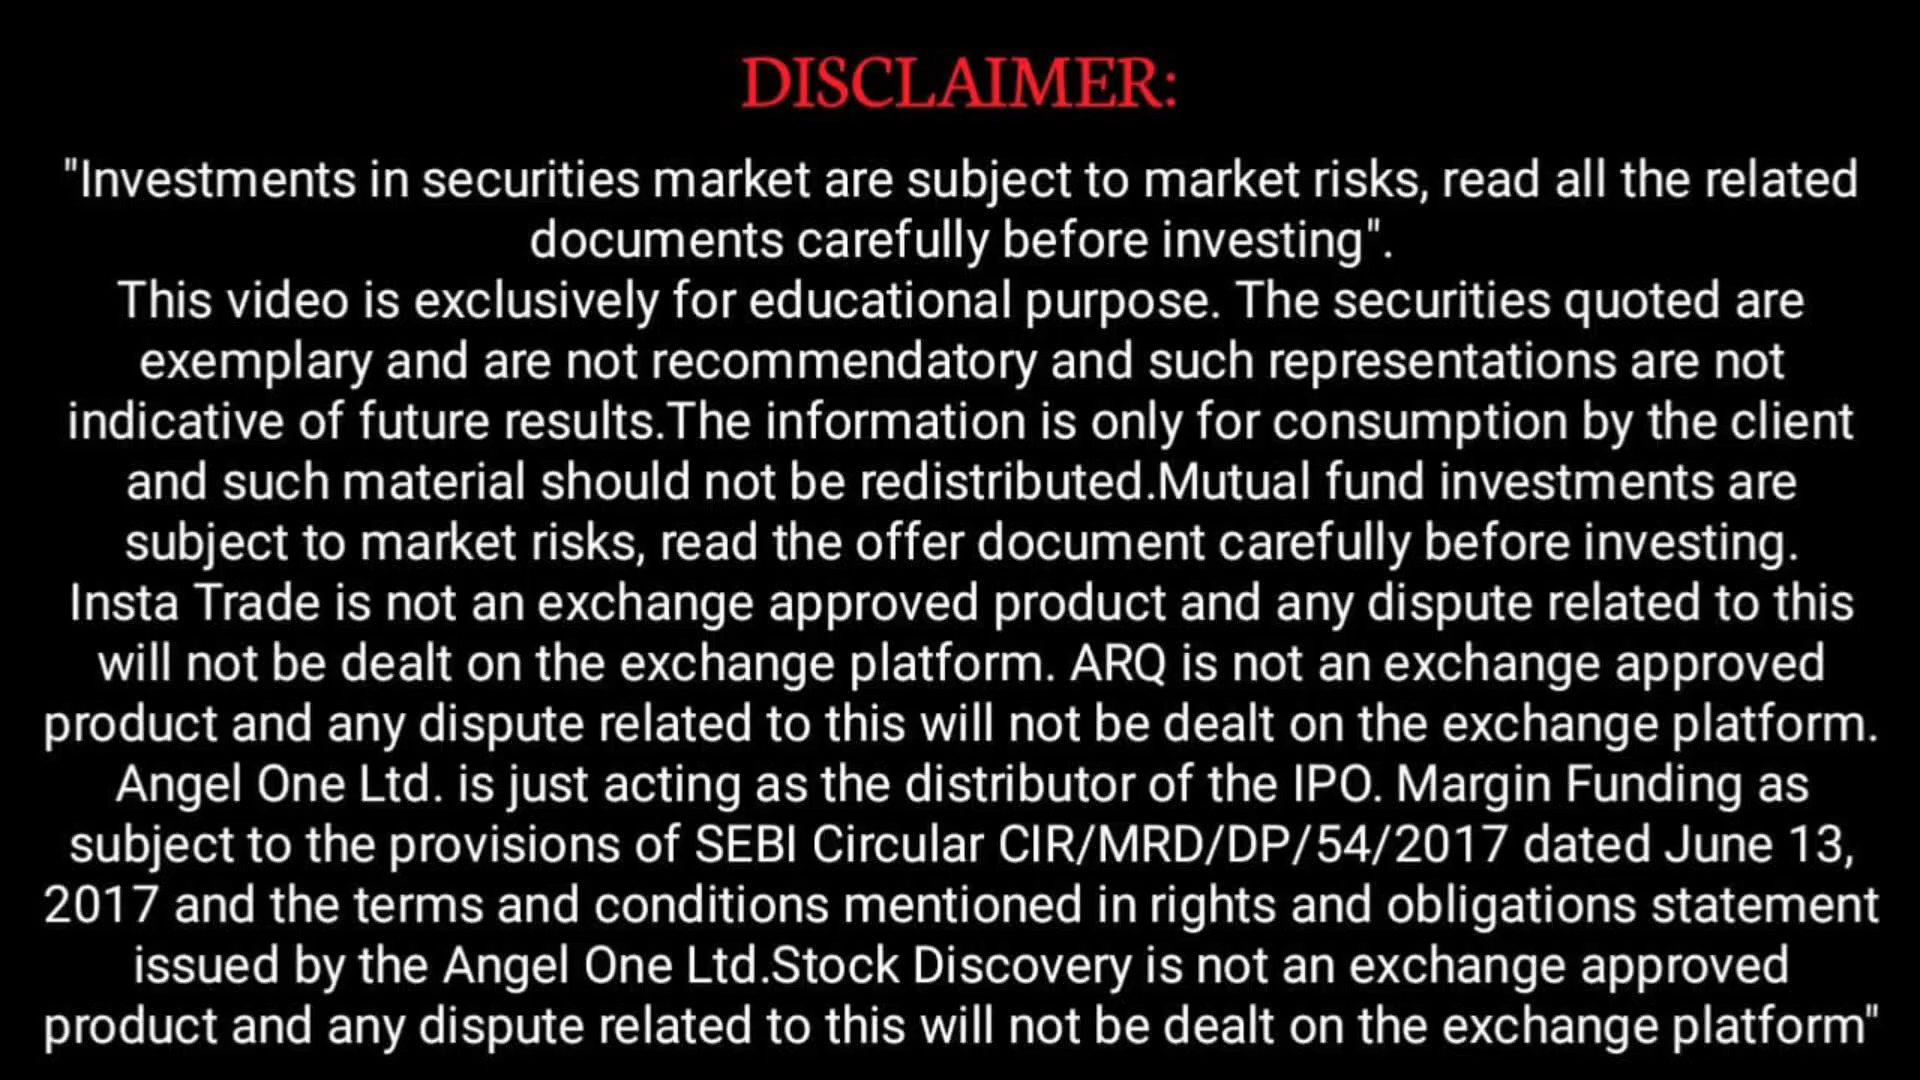 DISCLAIMER:
"Investments in securities market are subject to market risks, read all the related
documents carefully before investing".
This video is exclusively for educational purpose. The securities quoted are
exemplary and are not recommendatory and such representations are not
indicative of future results.The information is only for consumption by the client
and such material should not be redistributed.Mutual fund investments are
subject to market risks, read the offer document carefully before investing.
Insta Trade is not an exchange approved product and any dispute related to this
will not be dealt on the exchange platform. ARQ is not an exchange approved
product and any dispute related to this will not be dealt on the exchange platform.
Angel One Ltd. is just acting as the distributor of the IPO. Margin Funding as
subject to the provisions of SEBI Circular CIR/MRD/DP/54/2017 dated June 13,
2017 and the terms and conditions mentioned in rights and obligations statement
issued by the Angel One Ltd.Stock Discovery is not an exchange approved
product and any dispute related to this will not be dealt on the exchange platform"